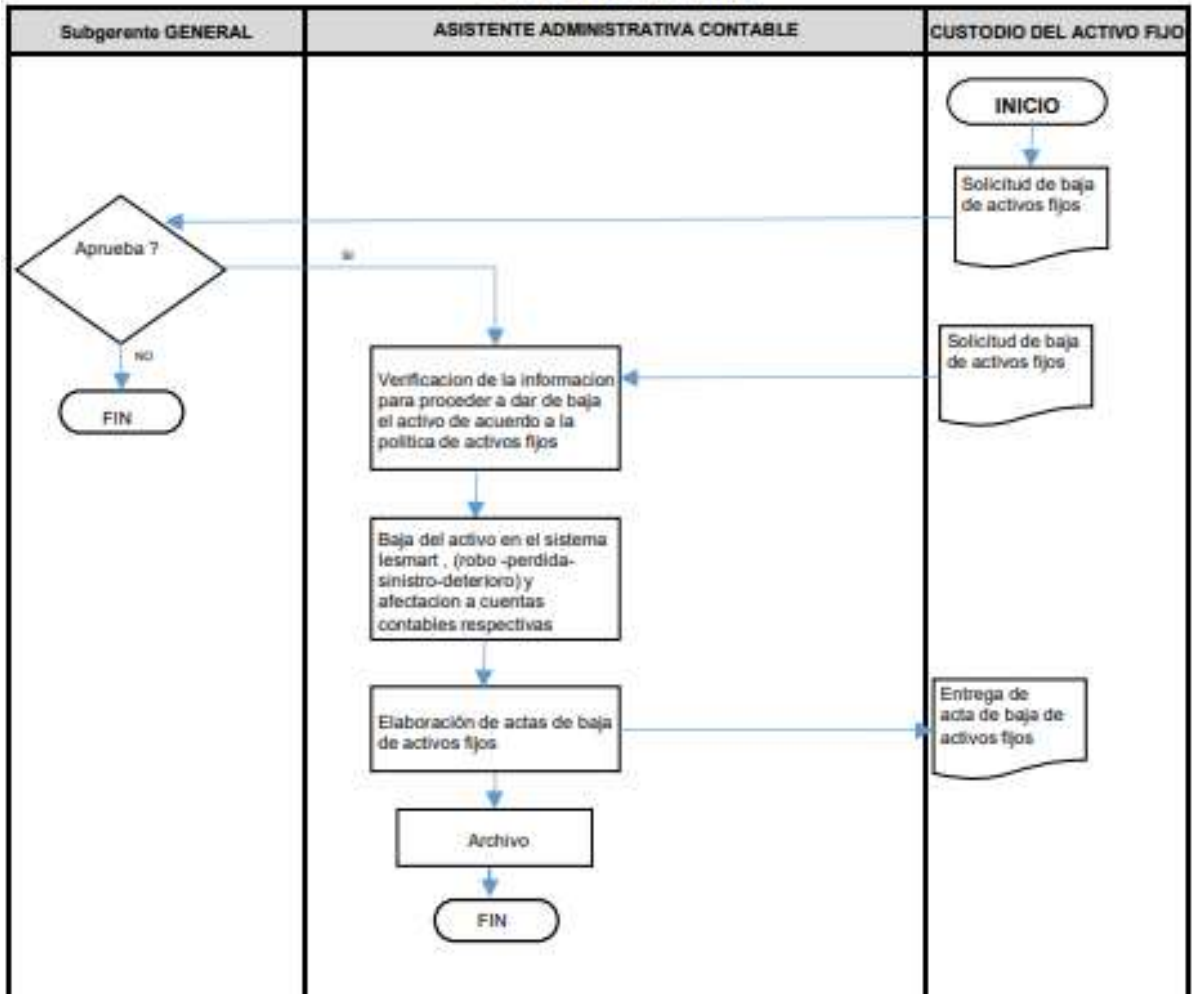 Subgerente GENERAL
ASISTENTE ADMINISTRATIVA CONTABLE
CUSTODIO DEL ACTIVO FIJO
INICIO
Solicitud de baja
de activos fijos
Aprueba ?
SI
NO
FIN
Solicitud de baja
de activos fijos
Verificacion de la informacion
para proceder a dar de baja
el activo de acuerdo a la
politica de activos fijos
Baja del activo en el sistema
Iesmart , (robo -perdida-
sinistro-deterioro) y
afectacion a cuentas
contables respectivas
Elaboración de actas de baja
de activos fijos
Entrega de
acta de baja de
activos fijos
Archivo
FIN